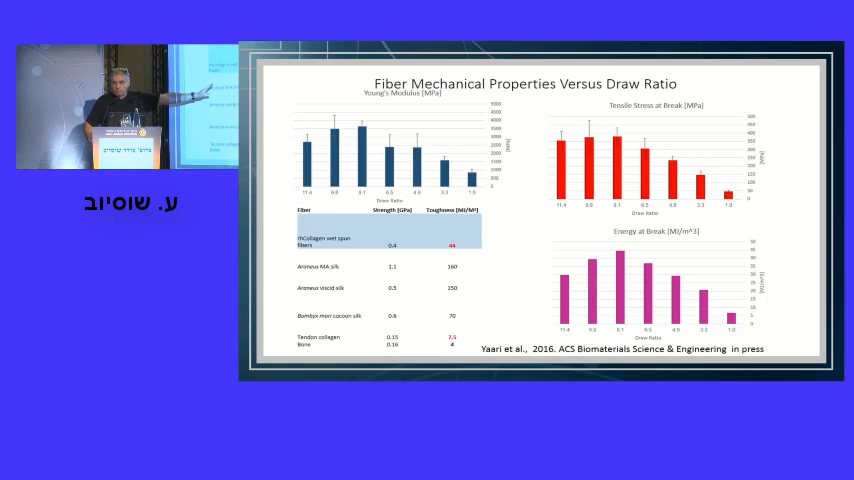 Fiber Mechanical Properties Versus Draw Ratio
Young's Modulus [MPa]
5000
4500
4000
3500
3000
2500
2000
1500
1000
500
0
[MPa]
11.4 9.8 8.1 6.5 4.9 3.3 1.0
Draw Ratio
Tensile Stress at Break [MPa]
500
450
400
350
300
250
200
150
100
50
0
[MPa]
11.4 9.8 8.1 6.5 4.9 3.3 1.0
Draw Ratio
Fiber Strength [GPa] Toughness [MJ/M³]
rhCollagen wet spun
fibers 0.4 44
Araneus MA silk 1.1 160
Araneus viscid silk 0.5 150
Bombyx mori cocoon silk 0.6 70
Tendon collagen 0.15 7.5
Bone 0.16 4
Energy at Break [MJ/m^3]
50
45
40
35
30
25
20
15
10
5
0
[MJ/m^3]
11.4 9.8 8.1 6.5 4.9 3.3 1.0
Draw Ratio
Yaari et al., 2016. ACS Biomaterials Science & Engineering in press
פרופ' עודד שוסיוב
ע. שוסיוב